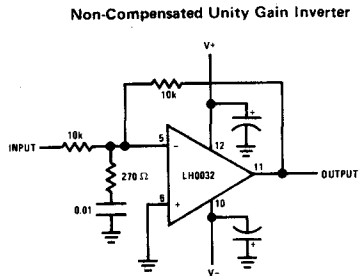 Non-Compensated Unity Gain Inverter
V+
10k
+
10k
5
−
12
INPUT
270 Ω
LH0032
11
OUTPUT
0.01
6
+
10
+
V−